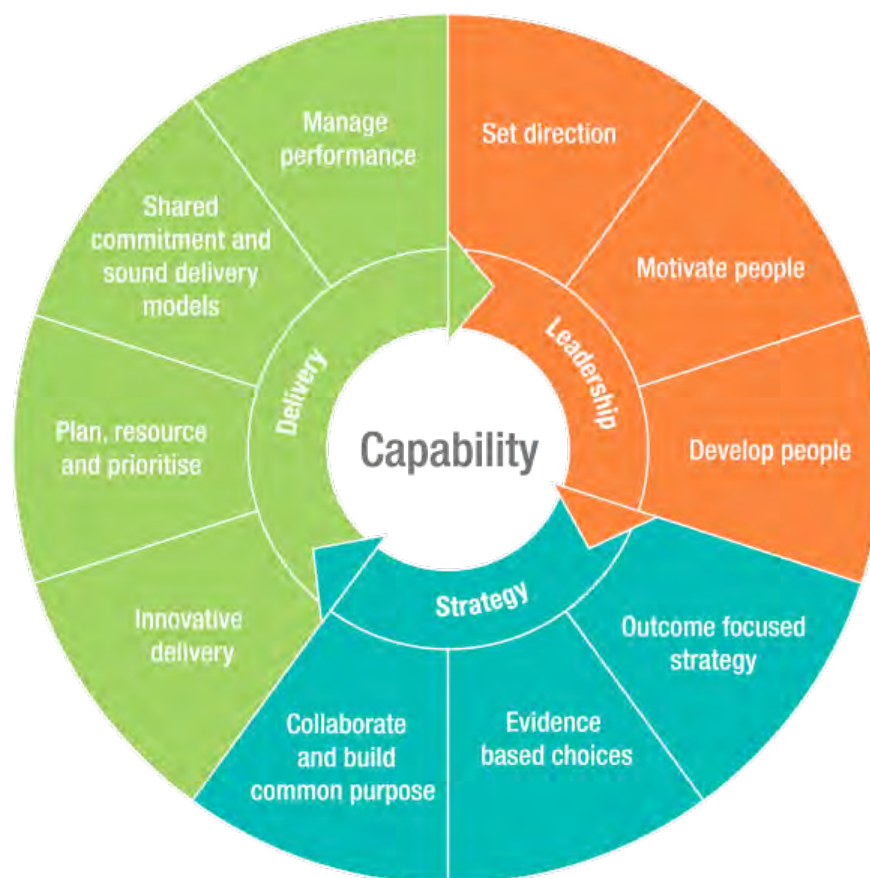 Manage
performance
Set direction
Shared
commitment and
sound delivery
models
Motivate people
Delivery
Leadership
Plan, resource
and prioritise
Capability
Develop people
Strategy
Innovative
delivery
Outcome focused
strategy
Collaborate
and build
common purpose
Evidence
based choices